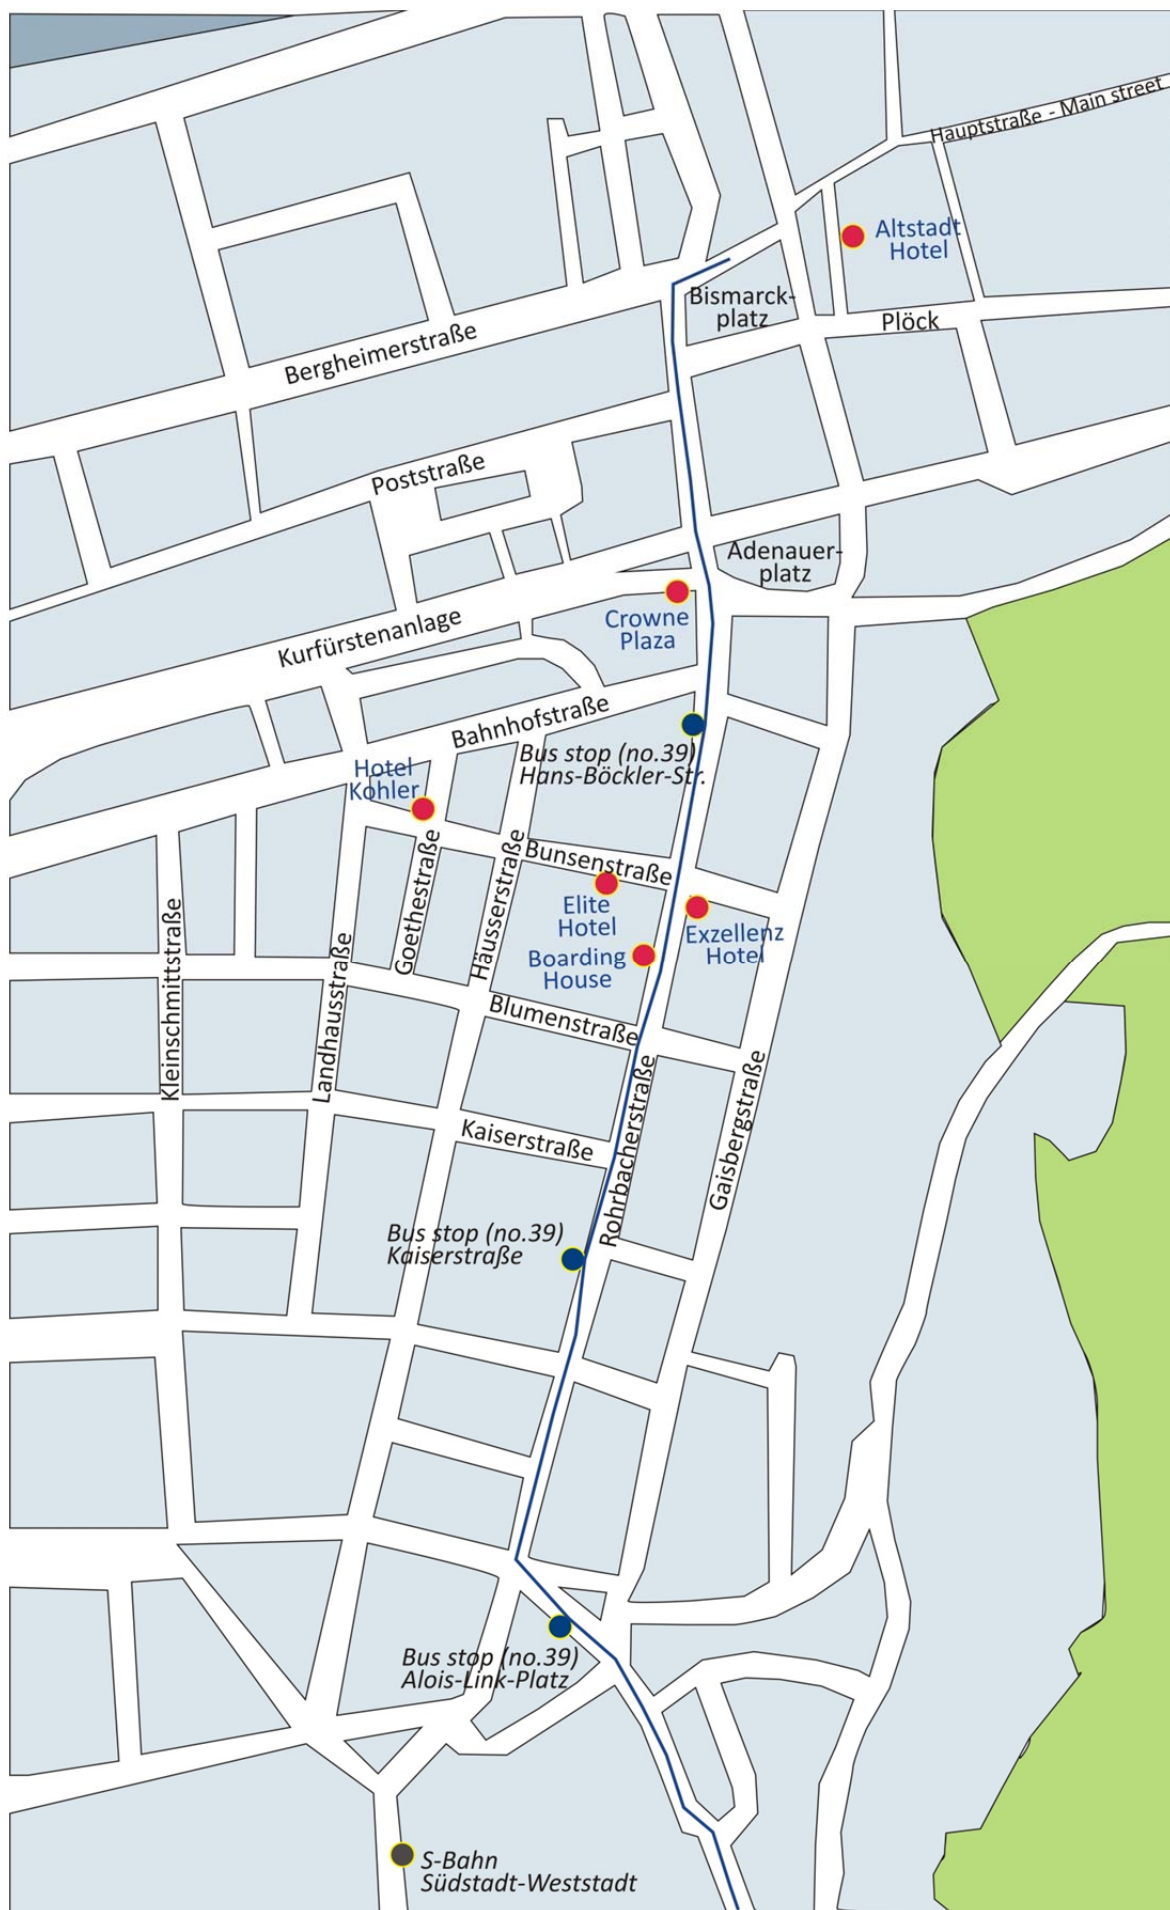 Hauptstraße - Main street
Altstadt
Hotel
Bismarck-
platz
Plöck
Bergheimerstraße
Poststraße
Adenauer-
platz
Crowne
Plaza
Kurfürstenanlage
Bahnhofstraße
Bus stop (no.39)
Hans-Böckler-Str.
Hotel
Kohler
Bunsenstraße
Goethestraße
Häusserstraße
Elite
Hotel
Exzellenz
Hotel
Boarding
House
Kleinschmittstraße
Landhausstraße
Blumenstraße
Rohrbacherstraße
Gaisbergstraße
Kaiserstraße
Bus stop (no.39)
Kaiserstraße
Bus stop (no.39)
Alois-Link-Platz
S-Bahn
Südstadt-Weststadt